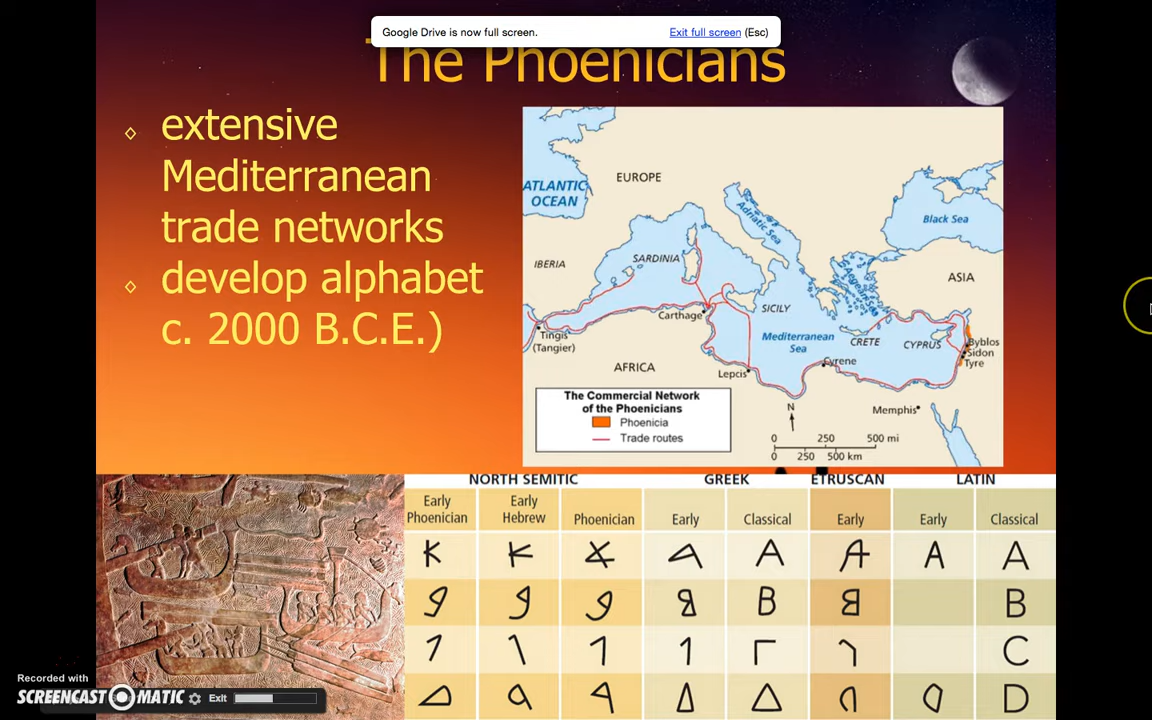 Google Drive is now full screen. Exit full screen (Esc)
The Phoenicians
◊ extensive
Mediterranean
trade networks
◊ develop alphabet
c. 2000 B.C.E.)
ATLANTIC
OCEAN
EUROPE
Adriatic Sea
Black Sea
IBERIA
SARDINIA
Aegean Sea
ASIA
Carthage
SICILY
Tingis
(Tangier)
Mediterranean
Sea
CRETE
CYPRUS
Byblos
Sidon
Tyre
AFRICA
Lepcis
Cyrene
Memphis
The Commercial Network
of the Phoenicians
Phoenicia
Trade routes
N
0 250 500 mi
0 250 500 km
NORTH SEMITIC GREEK ETRUSCAN LATIN
Early Phoenician Early Hebrew Phoenician Early Classical Early Early Classical
A A A
B B
C
D
Recorded with
SCREENCAST-O-MATIC
Exit